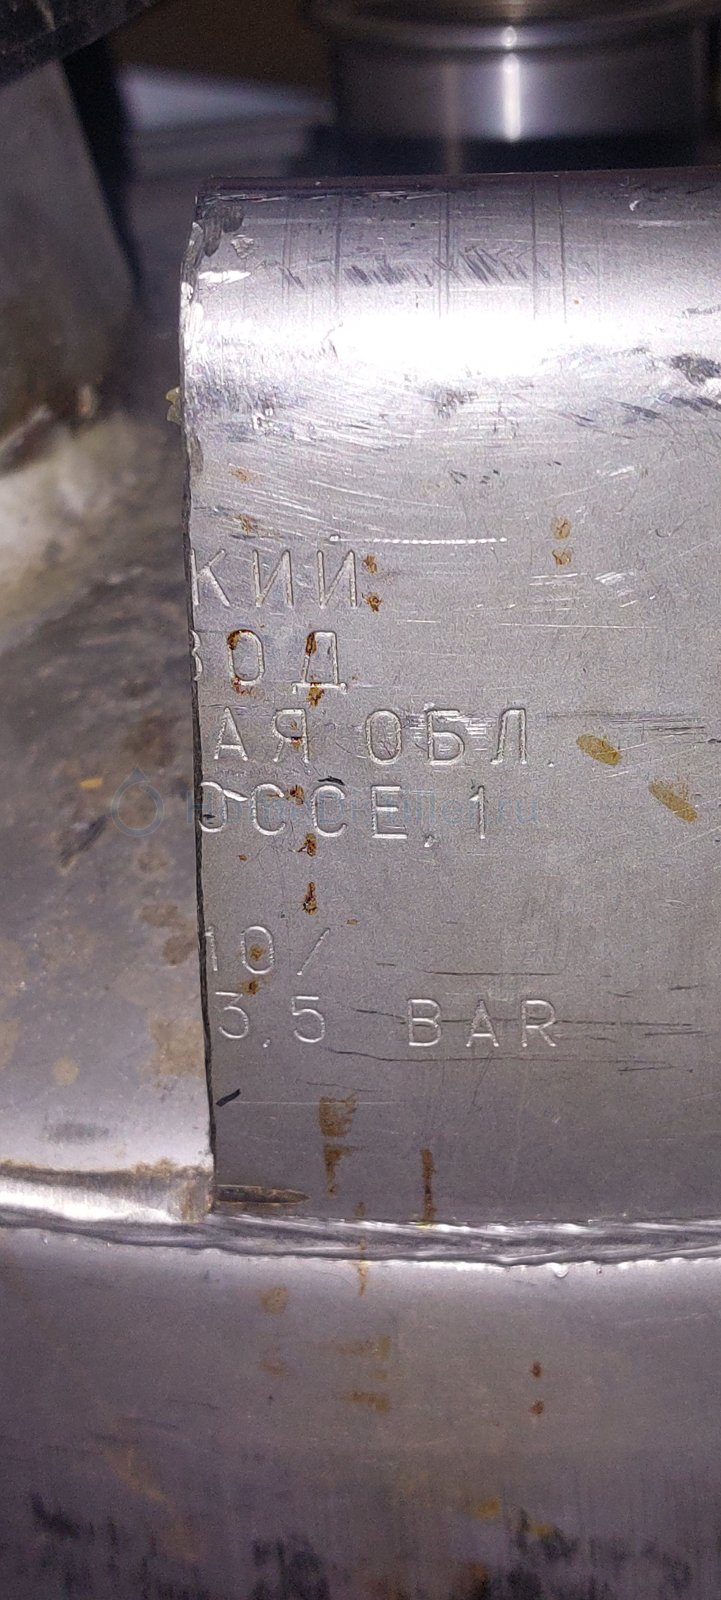 КИЙ
ЗОД
АЯ ОБЛ.
ОССЕ, 1
10/
3.5 BAR